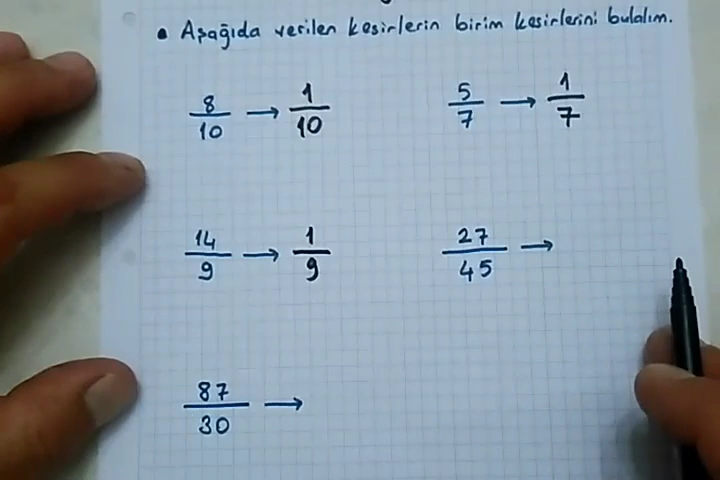 • Aşağıda verilen kesirlerin birim kesirlerini bulalım.
8/10 → 1/10
5/7 → 1/7
14/9 → 1/9
27/45 →
87/30 →